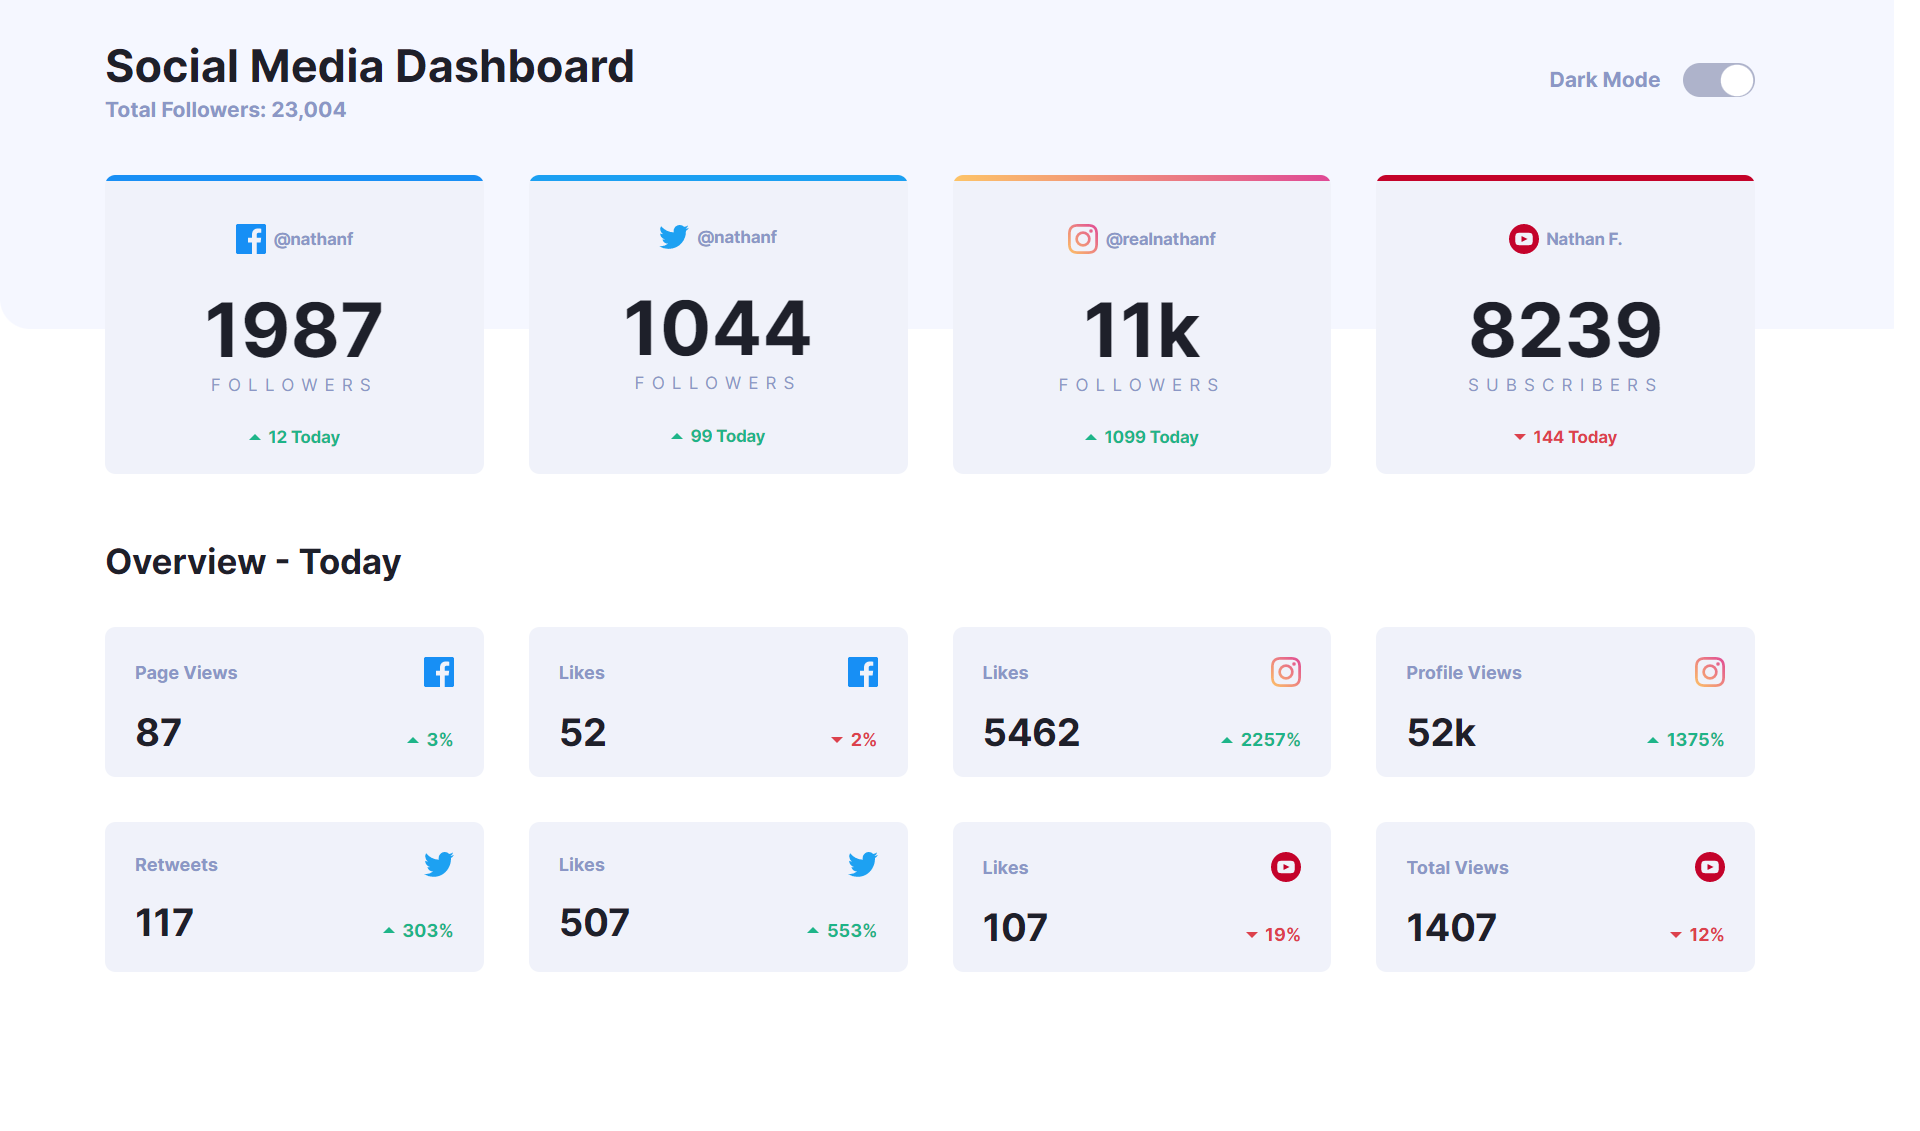 Social Media Dashboard
Total Followers: 23,004
Dark Mode
@nathanf
1987
FOLLOWERS
12 Today
@nathanf
1044
FOLLOWERS
99 Today
@realnathanf
11k
FOLLOWERS
1099 Today
Nathan F.
8239
SUBSCRIBERS
144 Today
Overview - Today
Page Views
87
3%
Likes
52
2%
Likes
5462
2257%
Profile Views
52k
1375%
Retweets
117
303%
Likes
507
553%
Likes
107
19%
Total Views
1407
12%